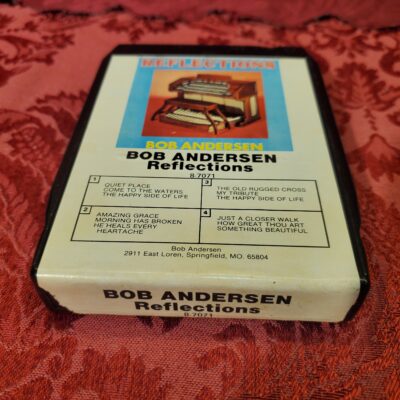 REFLECTIONS
BOB ANDERSEN
BOB ANDERSEN
Reflections
8-7071
1
QUIET PLACE
COME TO THE WATERS
THE HAPPY SIDE OF LIFE
3
THE OLD RUGGED CROSS
MY TRIBUTE
THE HAPPY SIDE OF LIFE
2
AMAZING GRACE
MORNING HAS BROKEN
HE HEALS EVERY
HEARTACHE
4
JUST A CLOSER WALK
HOW GREAT THOU ART
SOMETHING BEAUTIFUL
Bob Andersen
2911 East Loren, Springfield, MO. 65804
BOB ANDERSEN
Reflections
8 7071